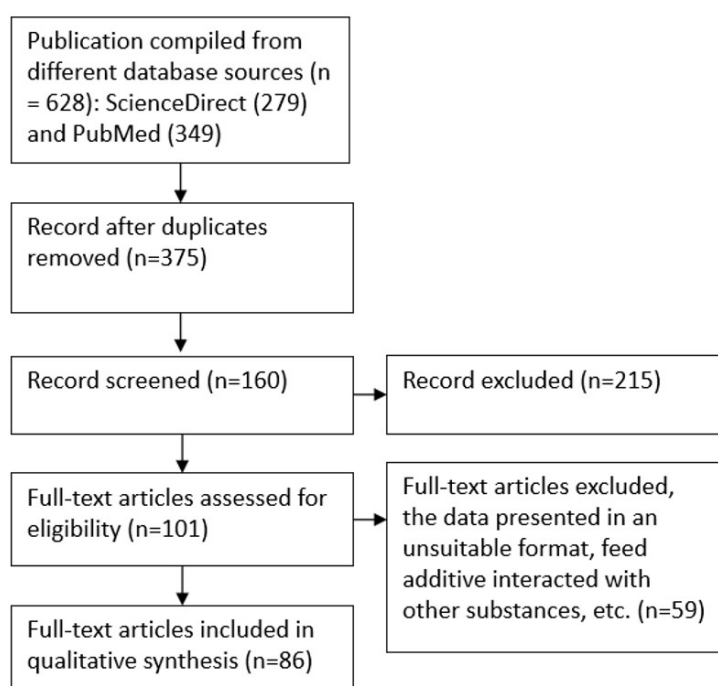 Publication compiled from
different database sources (n
= 628): ScienceDirect (279)
and PubMed (349)
Record after duplicates
removed (n=375)
Record screened (n=160)
Record excluded (n=215)
Full-text articles assessed for
eligibility (n=101)
Full-text articles excluded,
the data presented in an
unsuitable format, feed
additive interacted with
other substances, etc. (n=59)
Full-text articles included in
qualitative synthesis (n=86)